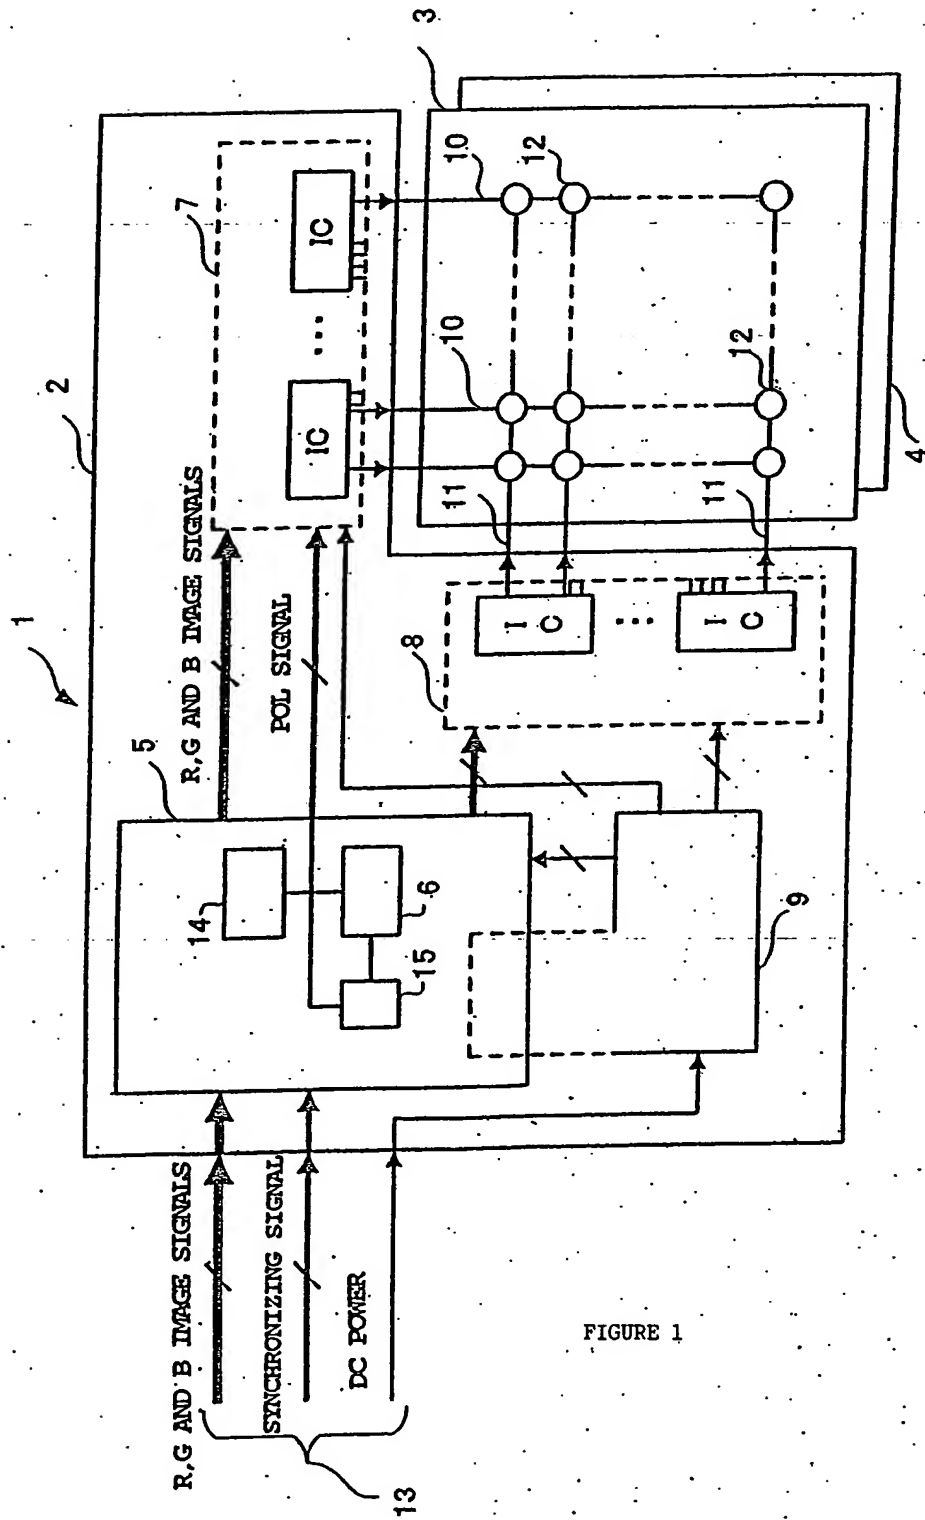 1
2
3
7
R,G AND B IMAGE SIGNALS
POL SIGNAL
IC
...
IC
10
10
12
12
11
11
8
I C
...
I C
4
5
14
6
15
9
R,G AND B IMAGE SIGNALS
SYNCHRONIZING SIGNAL
DC POWER
13
FIGURE 1